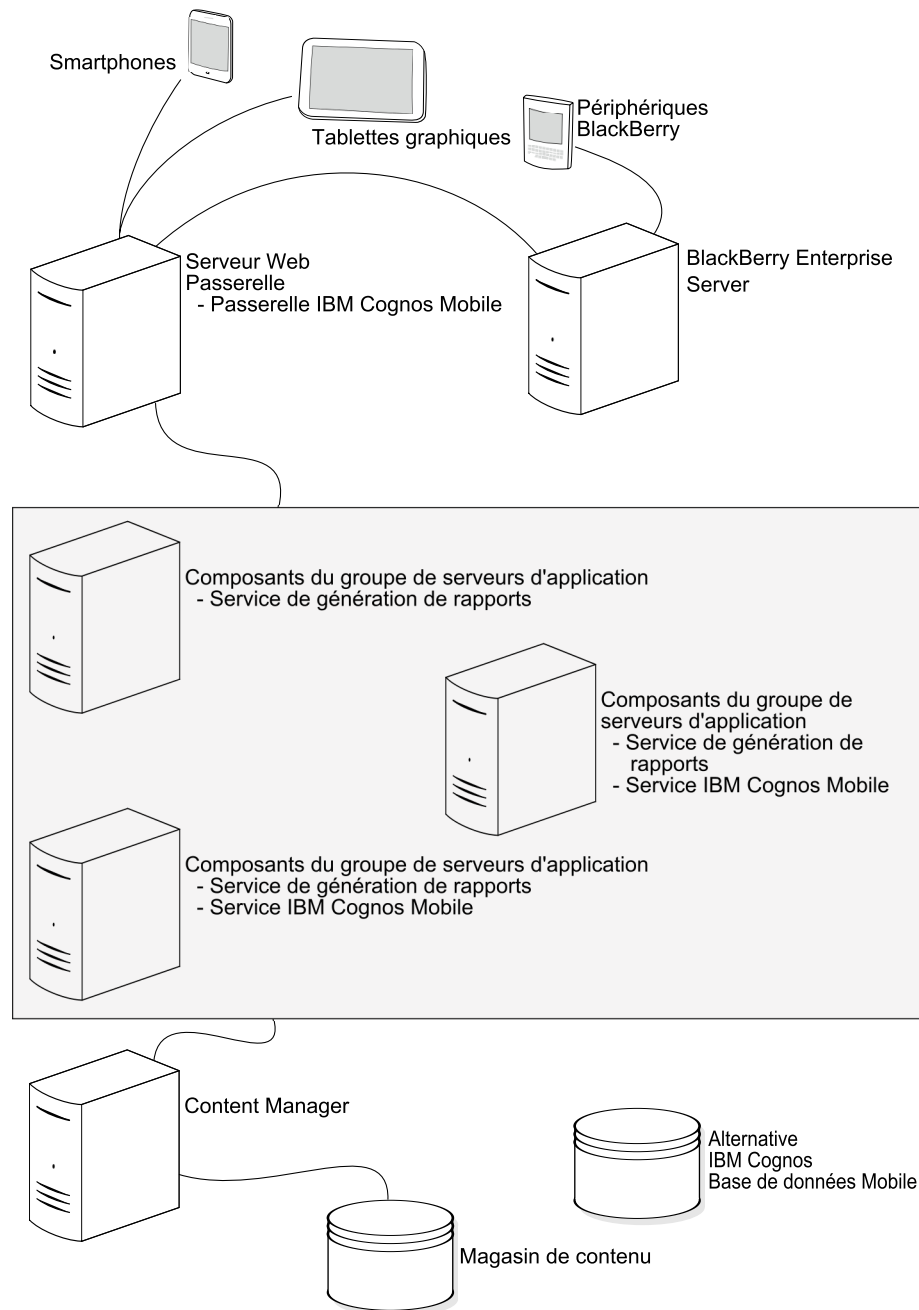 Smartphones
Tablettes graphiques
Périphériques
BlackBerry
Serveur Web
Passerelle
- Passerelle IBM Cognos Mobile
BlackBerry Enterprise
Server
Composants du groupe de serveurs d'application
- Service de génération de rapports
Composants du groupe de
serveurs d'application
- Service de génération de
rapports
- Service IBM Cognos Mobile
Composants du groupe de serveurs d'application
- Service de génération de rapports
- Service IBM Cognos Mobile
Content Manager
Alternative
IBM Cognos
Base de données Mobile
Magasin de contenu